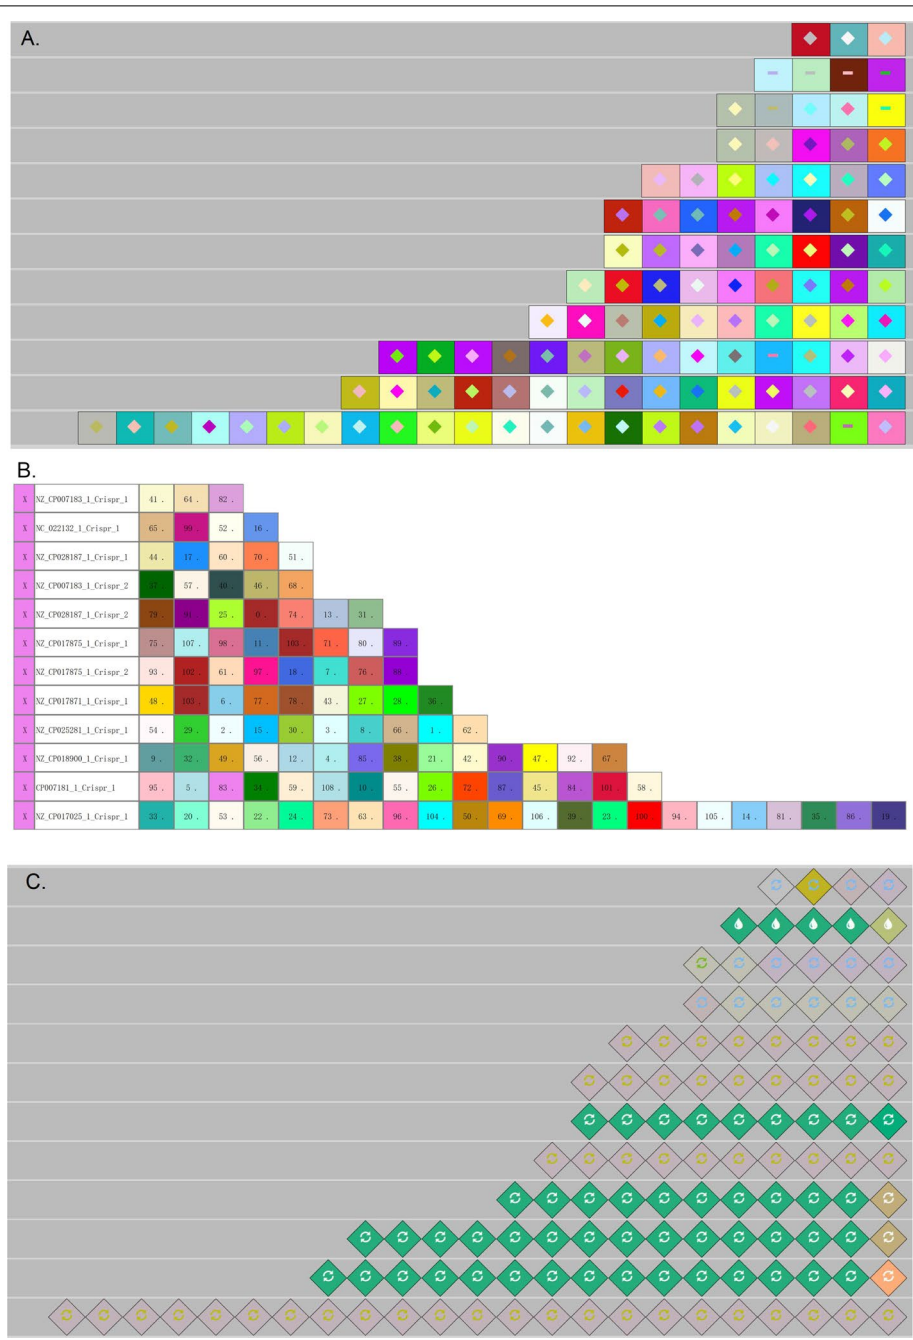 A.
B.
X NZ_CP007183_1_Crispr_1 41 . 64 . 82 .
X NC_022132_1_Crispr_1 65 . 99 . 52 . 16 .
X NZ_CP028187_1_Crispr_1 44 . 17 . 60 . 70 . 51 .
X NZ_CP007183_1_Crispr_2 37 . 57 . 40 . 46 . 68 .
X NZ_CP028187_1_Crispr_2 79 . 91 . 25 . 0 . 74 . 13 . 31 .
X NZ_CP017875_1_Crispr_1 75 . 107 . 98 . 11 . 103 . 71 . 80 . 89 .
X NZ_CP017875_1_Crispr_2 93 . 102 . 61 . 97 . 18 . 7 . 76 . 88 .
X NZ_CP017871_1_Crispr_1 48 . 103 . 6 . 77 . 78 . 43 . 27 . 28 . 36 .
X NZ_CP025281_1_Crispr_1 54 . 29 . 2 . 15 . 30 . 3 . 8 . 66 . 1 . 62 .
X NZ_CP018900_1_Crispr_1 9 . 32 . 49 . 56 . 12 . 4 . 85 . 38 . 21 . 42 . 90 . 47 . 92 . 67 .
X CP007181_1_Crispr_1 95 . 5 . 83 . 34 . 59 . 108 . 10 . 55 . 26 . 72 . 87 . 45 . 84 . 101 . 58 .
X NZ_CP017025_1_Crispr_1 33 . 20 . 53 . 22 . 24 . 73 . 63 . 96 . 104 . 50 . 69 . 106 . 39 . 23 . 100 . 94 . 105 . 14 . 81 . 35 . 86 . 19 .
C.